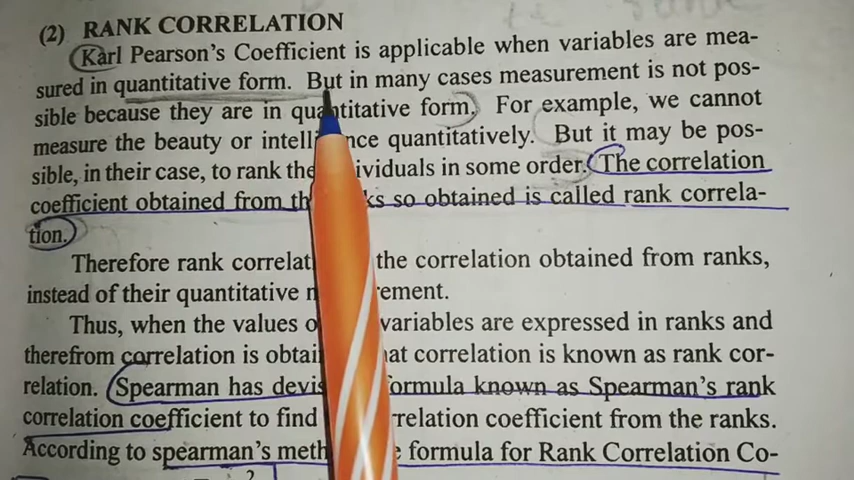 (2) RANK CORRELATION
Karl Pearson's Coefficient is applicable when variables are mea-
sured in quantitative form. But in many cases measurement is not pos-
sible because they are in quantitative form. For example, we cannot
measure the beauty or intell nce quantitatively. But it may be pos-
sible, in their case, to rank the ividuals in some order. The correlation
coefficient obtained from th ks so obtained is called rank correla-
tion.
Therefore rank correlat the correlation obtained from ranks,
instead of their quantitative rement.
Thus, when the values o variables are expressed in ranks and
therefrom correlation is obtai at correlation is known as rank cor-
relation. Spearman has devis formula known as Spearman's rank
correlation coefficient to find rrelation coefficient from the ranks.
According to spearman's meth e formula for Rank Correlation Co-